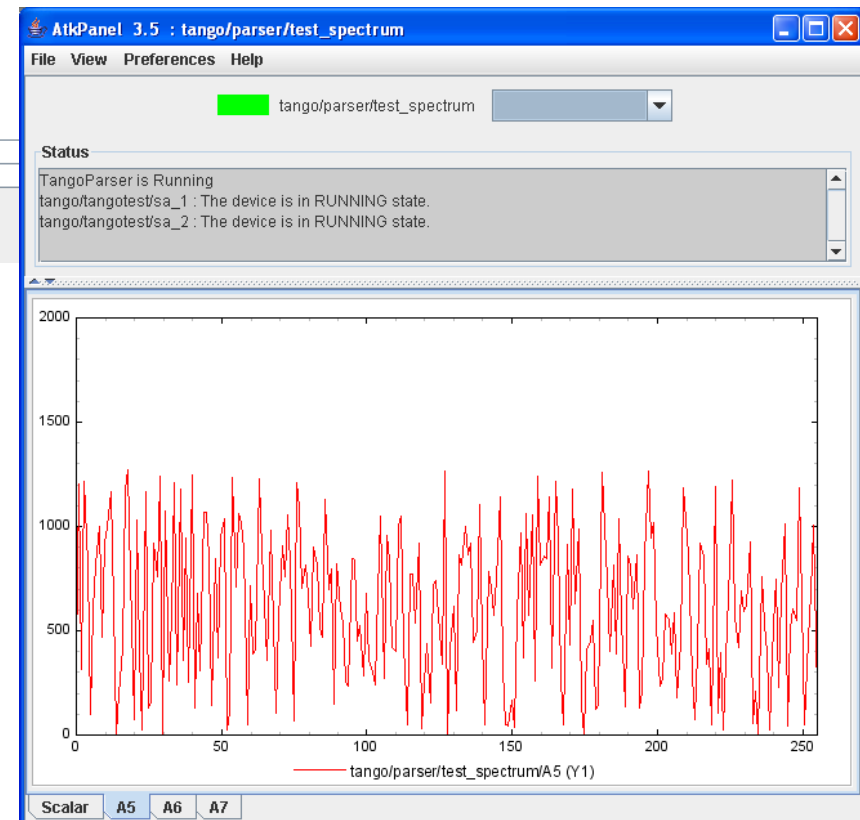 AtkPanel 3.5 : tango/parser/test_spectrum
File View Preferences Help
tango/parser/test_spectrum
Status
TangoParser is Running
tango/tangotest/sa_1 : The device is in RUNNING state.
tango/tangotest/sa_2 : The device is in RUNNING state.
2000
1500
1000
500
0
0 50 100 150 200 250
tango/parser/test_spectrum/A5 (Y1)
Scalar A5 A6 A7